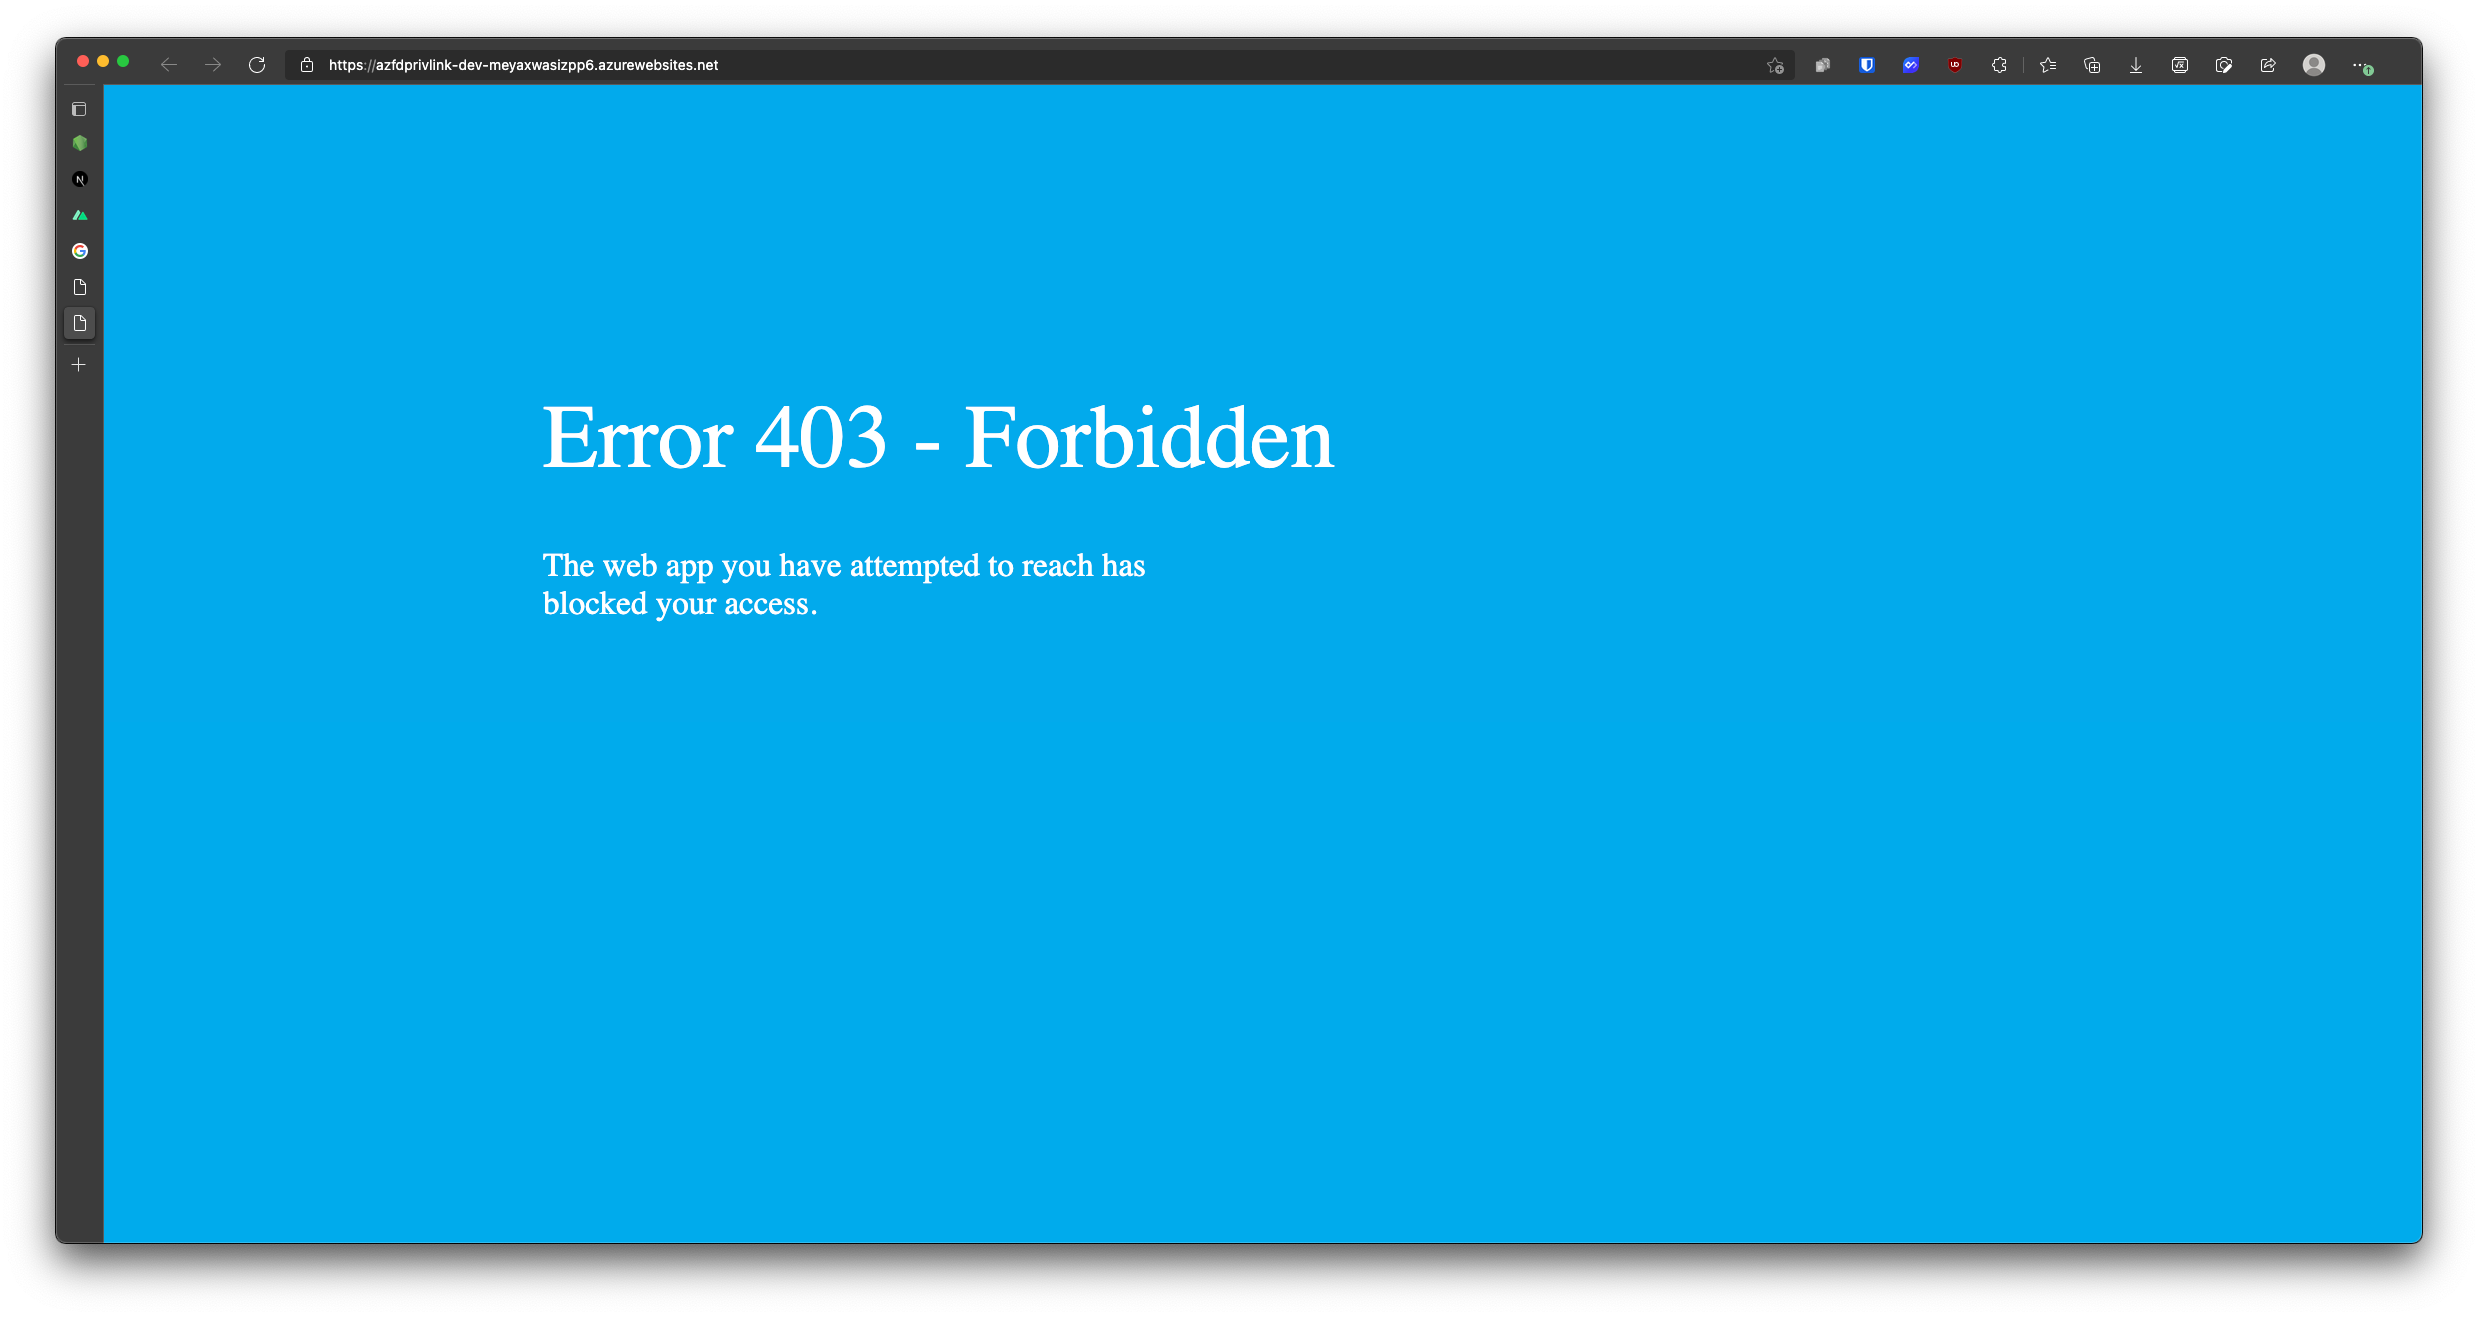 https://azfdprivlink-dev-meyaxwasizpp6.azurewebsites.net
Error 403 - Forbidden
The web app you have attempted to reach has
blocked your access.